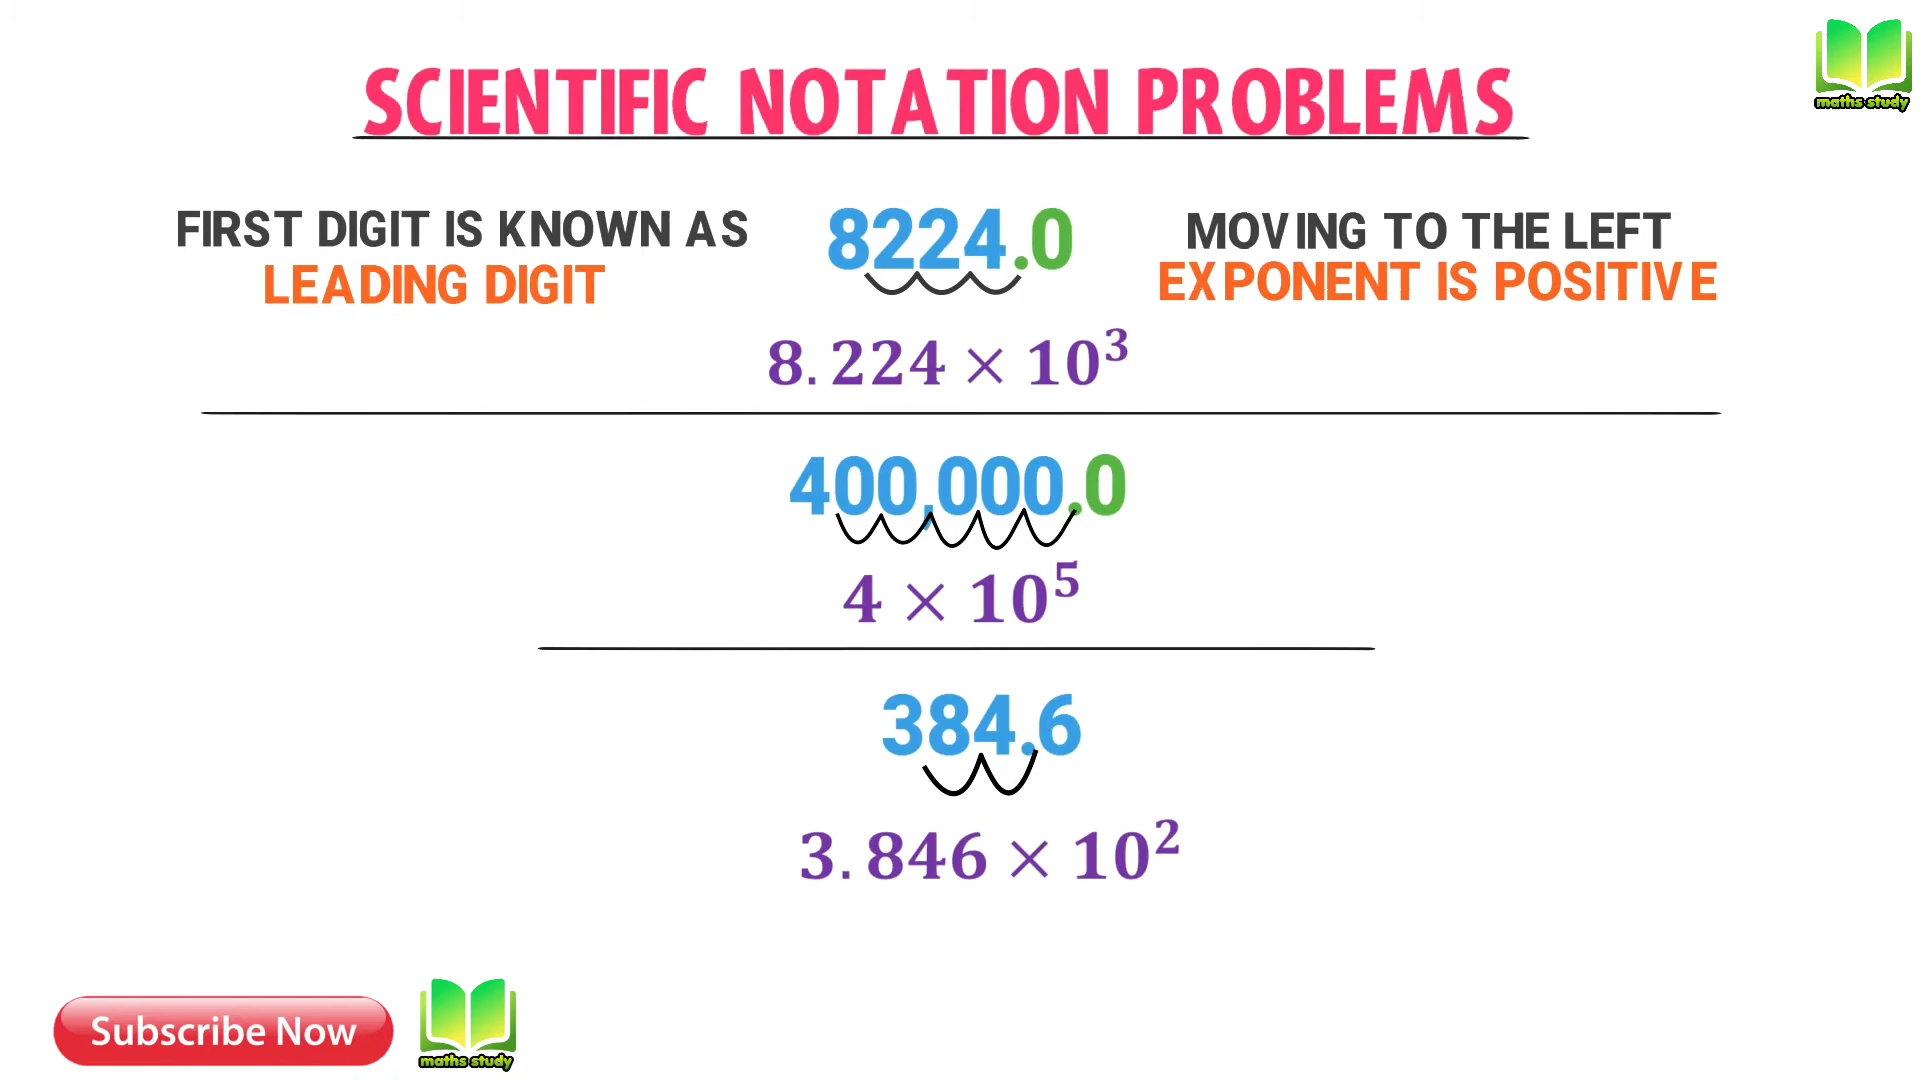 SCIENTIFIC NOTATION PROBLEMS
maths study
FIRST DIGIT IS KNOWN AS
LEADING DIGIT
8224.0
MOVING TO THE LEFT
EXPONENT IS POSITIVE
8.224 × 10³
400,000.0
4 × 10⁵
384.6
3.846 × 10²
Subscribe Now
maths study